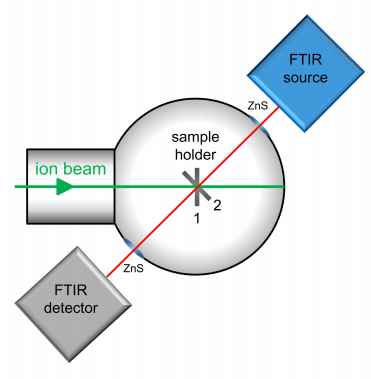 FTIR
source
ZnS
sample
holder
ion beam
2
1
ZnS
FTIR
detector